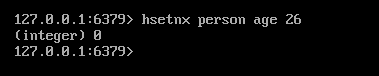 127.0.0.1:6379> hsetnx person age 26
(integer) 0
127.0.0.1:6379>